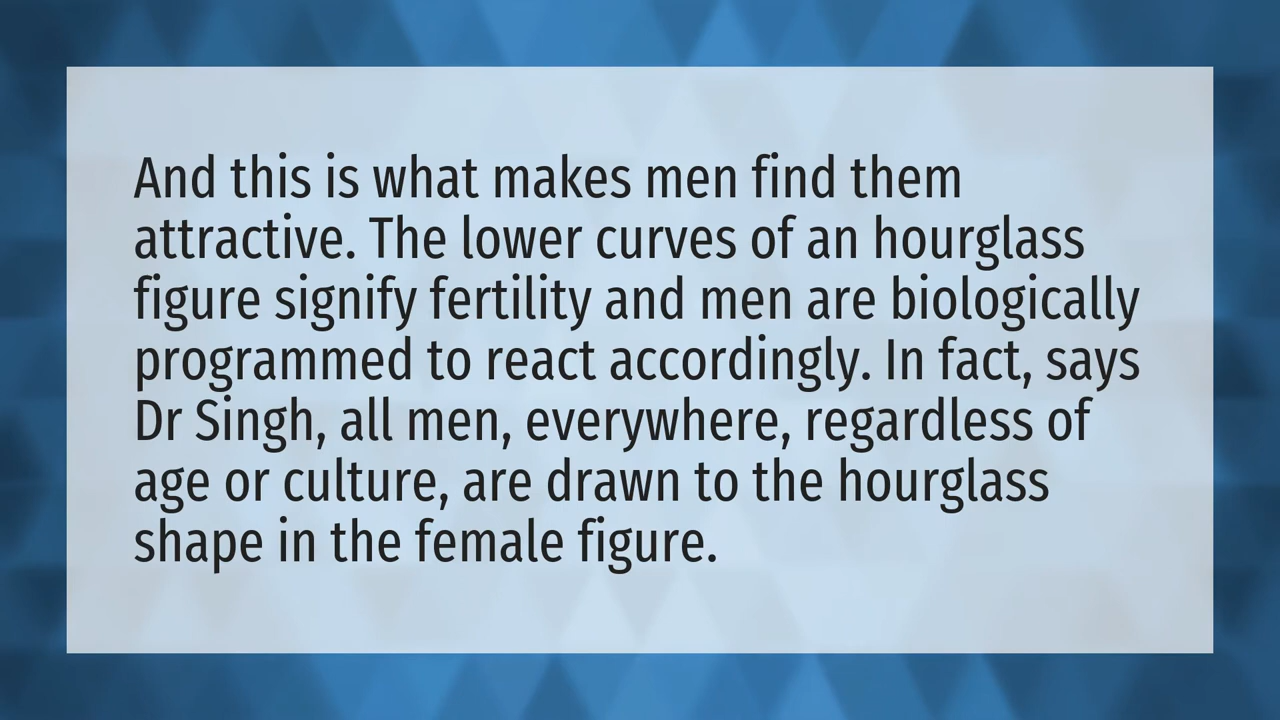 And this is what makes men find them
attractive. The lower curves of an hourglass
figure signify fertility and men are biologically
programmed to react accordingly. In fact, says
Dr Singh, all men, everywhere, regardless of
age or culture, are drawn to the hourglass
shape in the female figure.